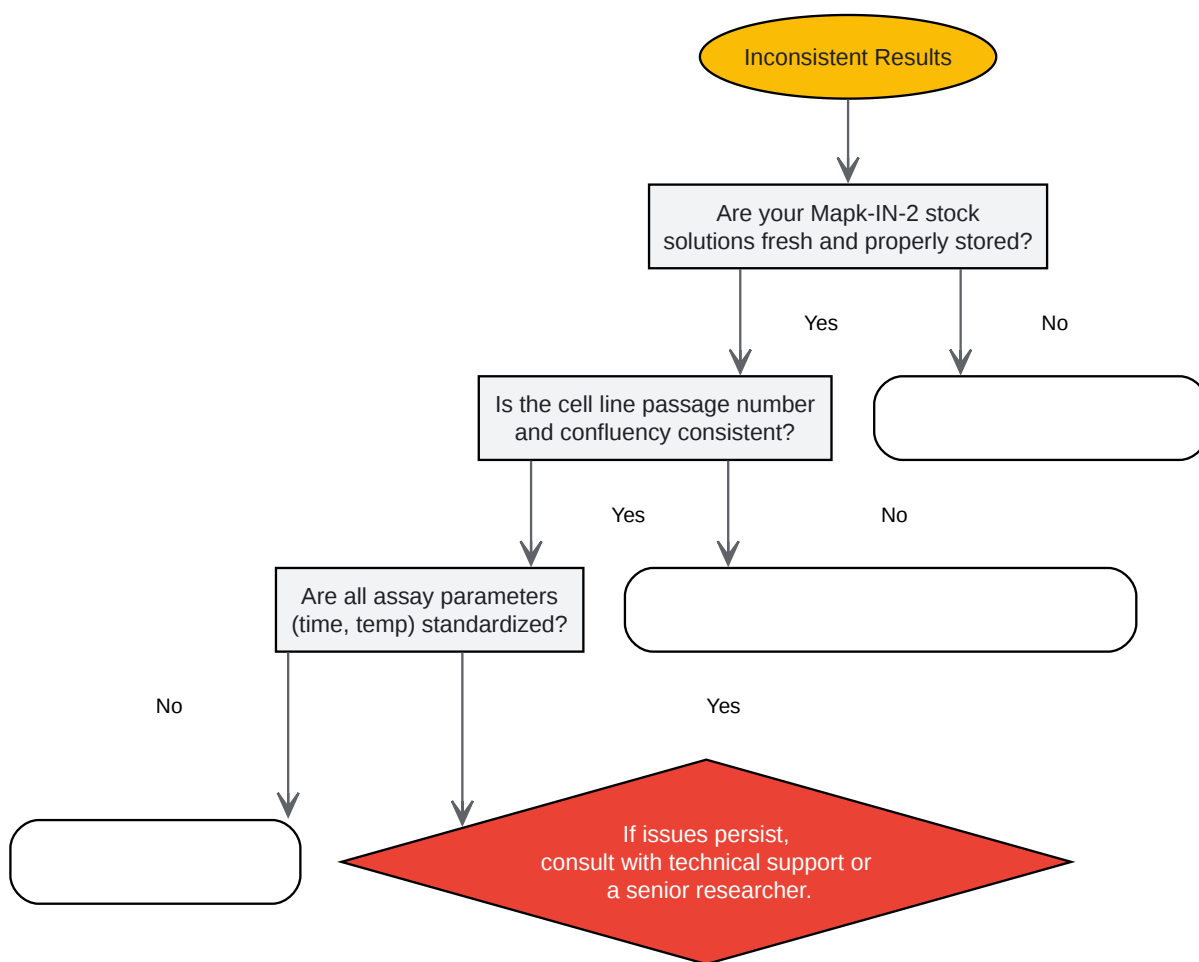 Inconsistent Results
Are your Mapk-IN-2 stock
solutions fresh and properly stored?
Yes
No
Is the cell line passage number
and confluency consistent?
Yes
No
Are all assay parameters
(time, temp) standardized?
No
Yes
If issues persist,
consult with technical support or
a senior researcher.